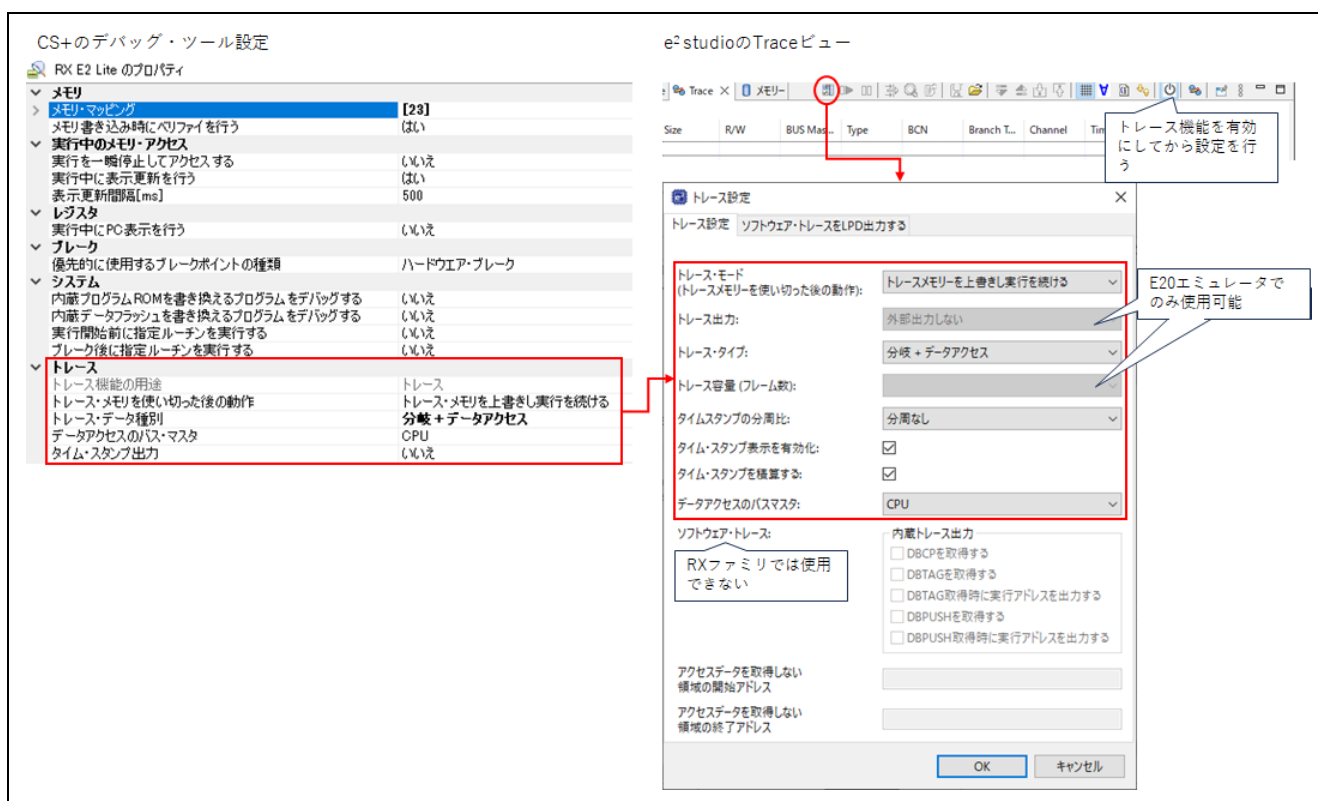 CS+のデバッグ・ツール設定
RX E2 Lite のプロパティ
メモリ
メモリ・マッピング [23]
メモリ書き込み時にベリファイを行う はい
実行中のメモリ・アクセス
実行を一瞬停止してアクセスする いいえ
実行中に表示更新を行う はい
表示更新間隔[ms] 500
レジスタ
実行中にPC表示を行う いいえ
ブレーク
優先的に使用するブレークポイントの種類 ハードウエア・ブレーク
システム
内蔵プログラムROMを書き換えるプログラムをデバッグする いいえ
内蔵データフラッシュを書き換えるプログラムをデバッグする いいえ
実行開始前に指定ルーチンを実行する いいえ
ブレーク後に指定ルーチンを実行する いいえ
トレース
トレース機能の用途 トレース
トレース・メモリを使い切った後の動作 トレース・メモリを上書きし実行を続ける
トレース・データ種別 分岐+データアクセス
データアクセスのバス・マスタ CPU
タイム・スタンプ出力 いいえ
e² studioのTraceビュー
Trace メモリー
Size R/W BUS Mas... Type BCN Branch T... Channel Tim
トレース機能を有効
にしてから設定を行
う
トレース設定
トレース設定 ソフトウェア・トレースをLPD出力する
トレース・モード
(トレースメモリーを使い切った後の動作): トレースメモリーを上書きし実行を続ける
トレース出力: 外部出力しない
トレース・タイプ: 分岐 + データアクセス
トレース容量 (フレーム数):
タイムスタンプの分周比: 分周なし
タイム・スタンプ表示を有効化:
タイム・スタンプを積算する:
データアクセスのバスマスタ: CPU
E20エミュレータで
のみ使用可能
ソフトウェア・トレース:
RXファミリでは使用
できない
内蔵トレース出力
DBCPを取得する
DBTAGを取得する
DBTAG取得時に実行アドレスを出力する
DBPUSHを取得する
DBPUSH取得時に実行アドレスを出力する
アクセスデータを取得しない
領域の開始アドレス
アクセスデータを取得しない
領域の終了アドレス
OK キャンセル